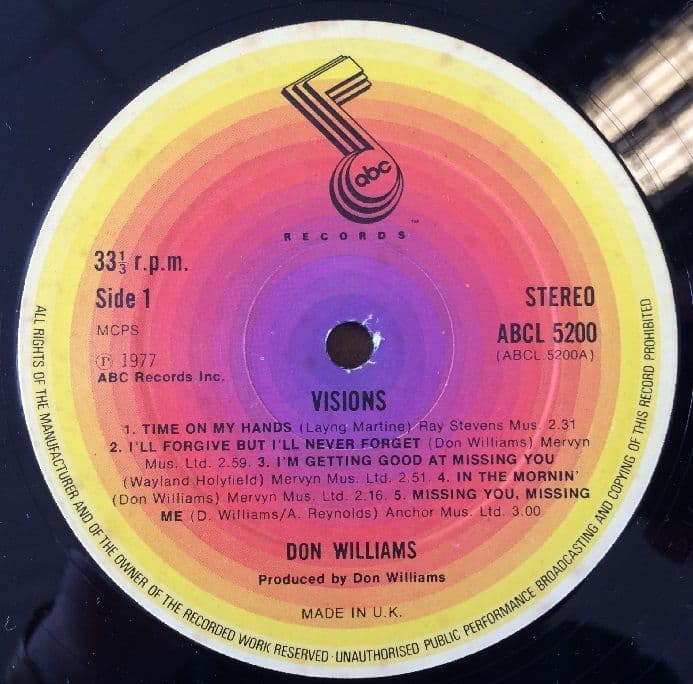 abc
™
RECORDS
33⅓ r.p.m.
Side 1
STEREO
MCPS
ABCL 5200
(ABCL.5200A)
Ⓟ 1977
ABC Records Inc.
VISIONS
1. TIME ON MY HANDS (Layng Martine) Ray Stevens Mus. 2.31
2. I'LL FORGIVE BUT I'LL NEVER FORGET (Don Williams) Mervyn
Mus. Ltd. 2.59. 3. I'M GETTING GOOD AT MISSING YOU
(Wayland Holyfield) Mervyn Mus. Ltd. 2.51. 4. IN THE MORNIN'
(Don Williams) Mervyn Mus. Ltd. 2.16. 5. MISSING YOU, MISSING
ME (D. Williams/A. Reynolds) Anchor Mus. Ltd. 3.00
DON WILLIAMS
Produced by Don Williams
MADE IN U.K.
ALL RIGHTS OF THE MANUFACTURER AND OF THE OWNER OF THE RECORDED WORK RESERVED · UNAUTHORISED PUBLIC PERFORMANCE BROADCASTING AND COPYING OF THIS RECORD PROHIBITED